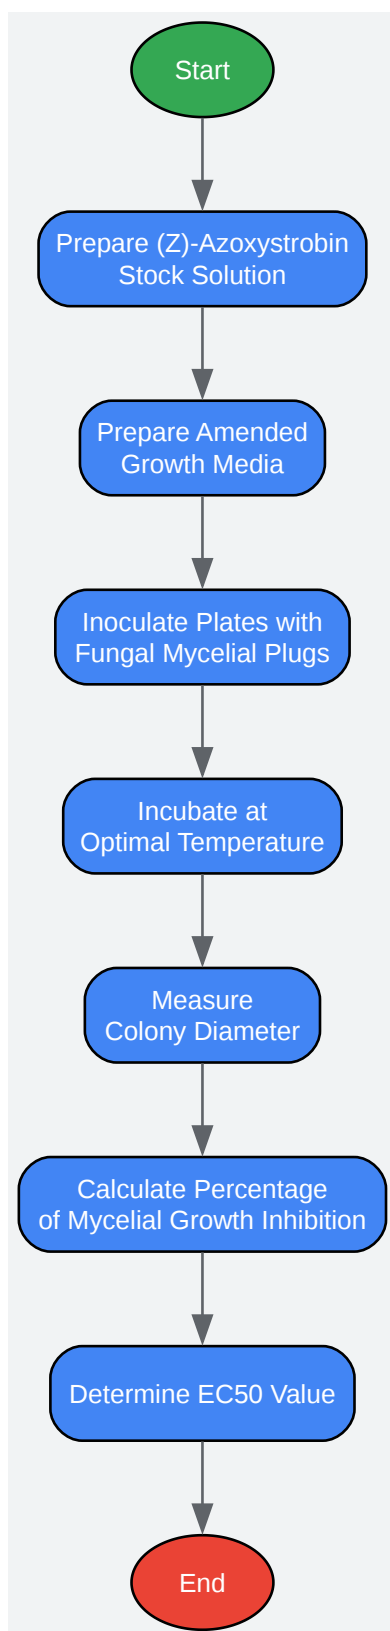 Start
Prepare (Z)-Azoxystrobin
Stock Solution
Prepare Amended
Growth Media
Inoculate Plates with
Fungal Mycelial Plugs
Incubate at
Optimal Temperature
Measure
Colony Diameter
Calculate Percentage
of Mycelial Growth Inhibition
Determine EC50 Value
End